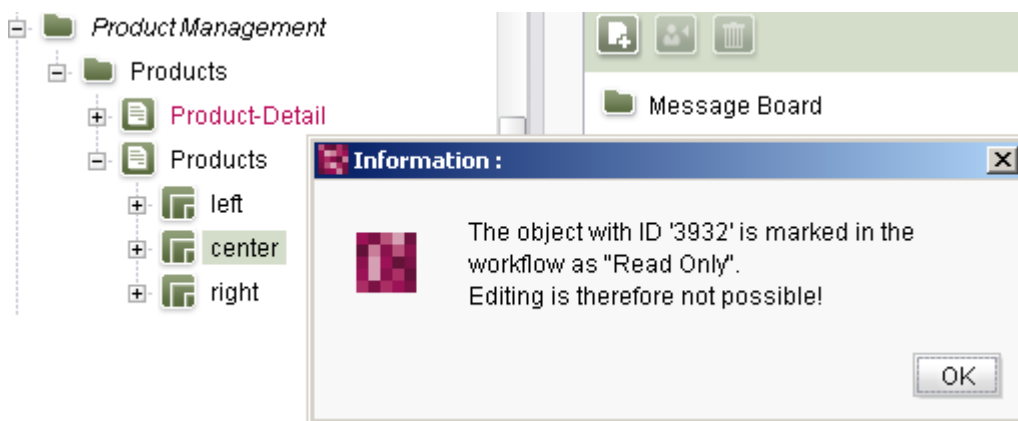 Product Management
Products
Product-Detail
Products
left
center
right
Message Board
Information :
The object with ID '3932' is marked in the
workflow as "Read Only".
Editing is therefore not possible!
OK